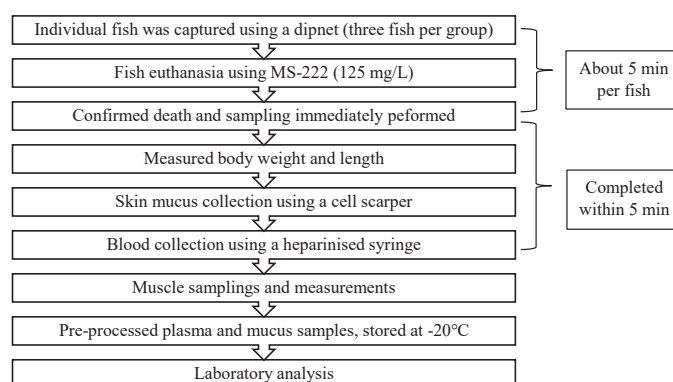 Individual fish was captured using a dipnet (three fish per group)
Fish euthanasia using MS-222 (125 mg/L)
Confirmed death and sampling immediately peformed
Measured body weight and length
Skin mucus collection using a cell scarper
Blood collection using a heparinised syringe
Muscle samplings and measurements
Pre-processed plasma and mucus samples, stored at -20°C
Laboratory analysis
About 5 min
per fish
Completed
within 5 min